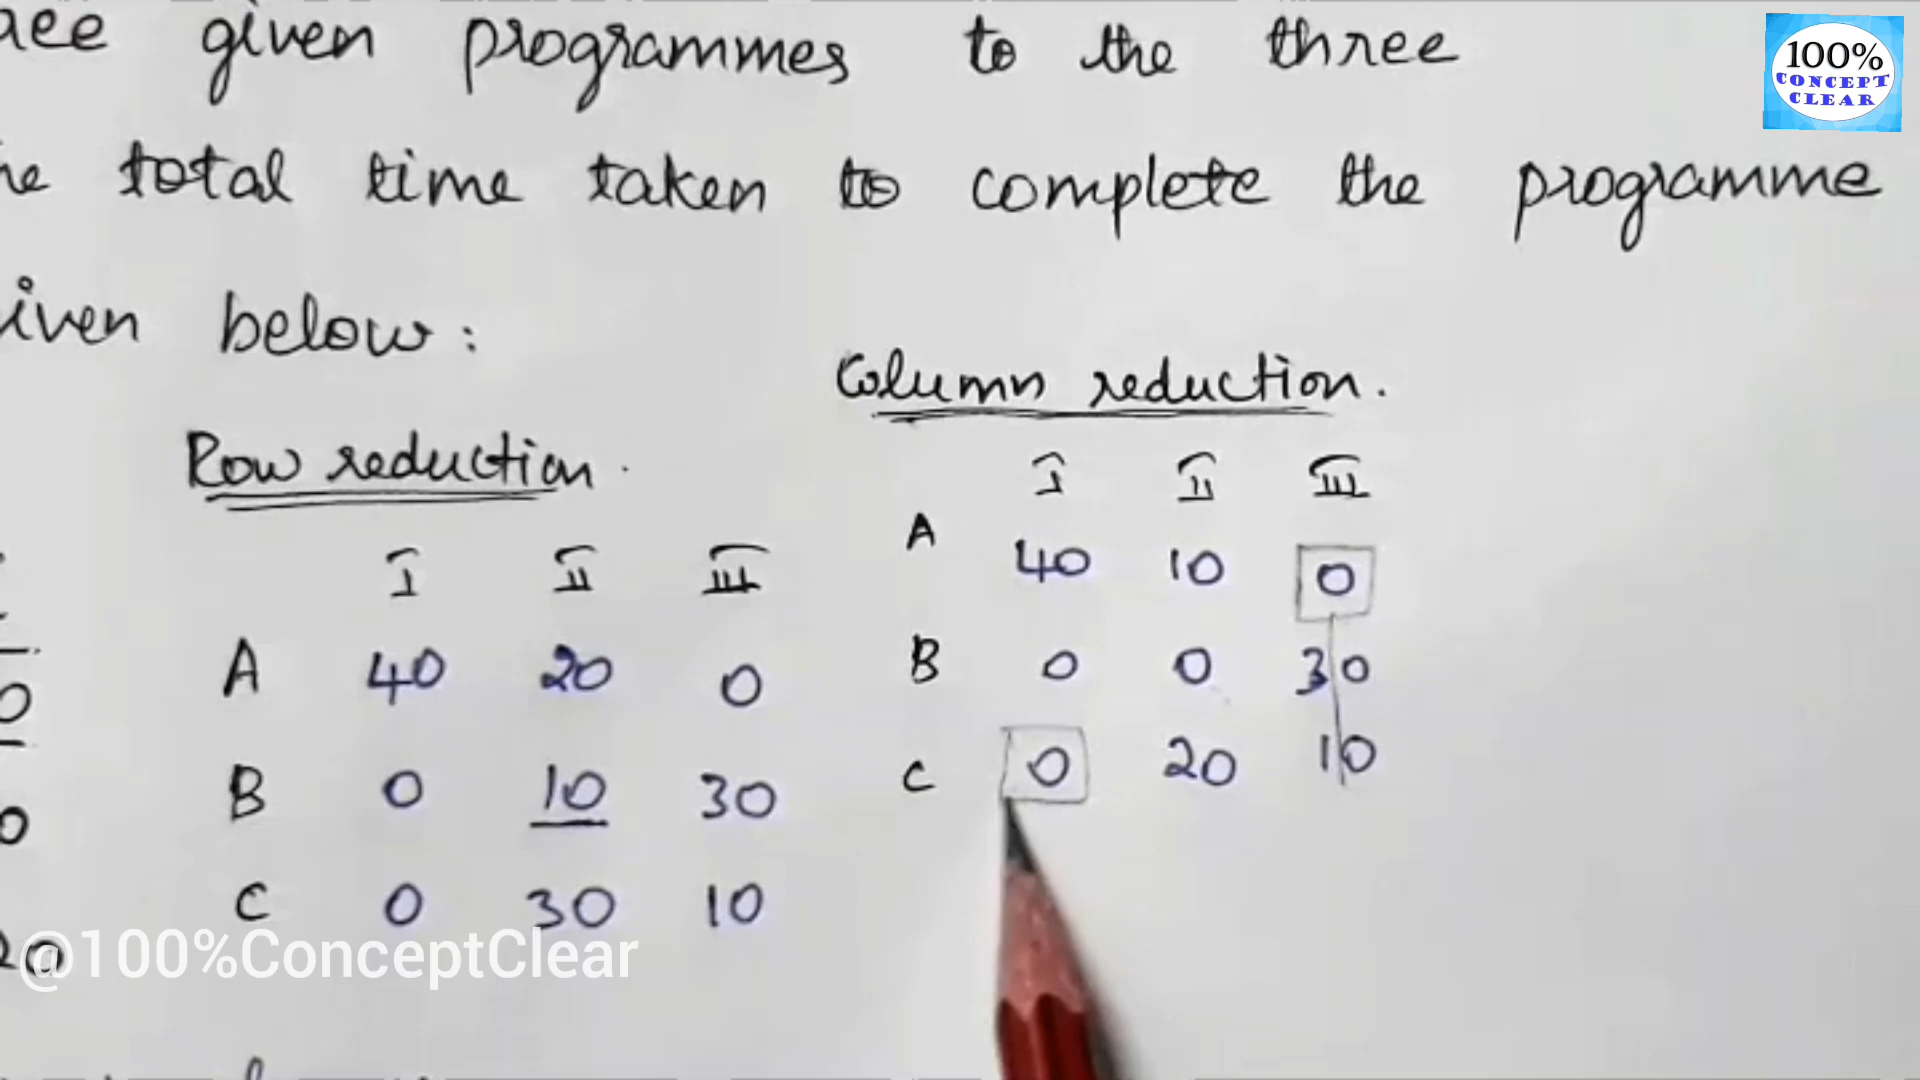 given programmes to the three
total time taken to complete the programme
given below:
Column reduction.
Row reduction.
I II III
A 40 10 0
B 0 0 30
C 0 20 10
I II III
A 40 20 0
B 0 10 30
C 0 30 10
100%
CONCEPT
CLEAR
@100%ConceptClear